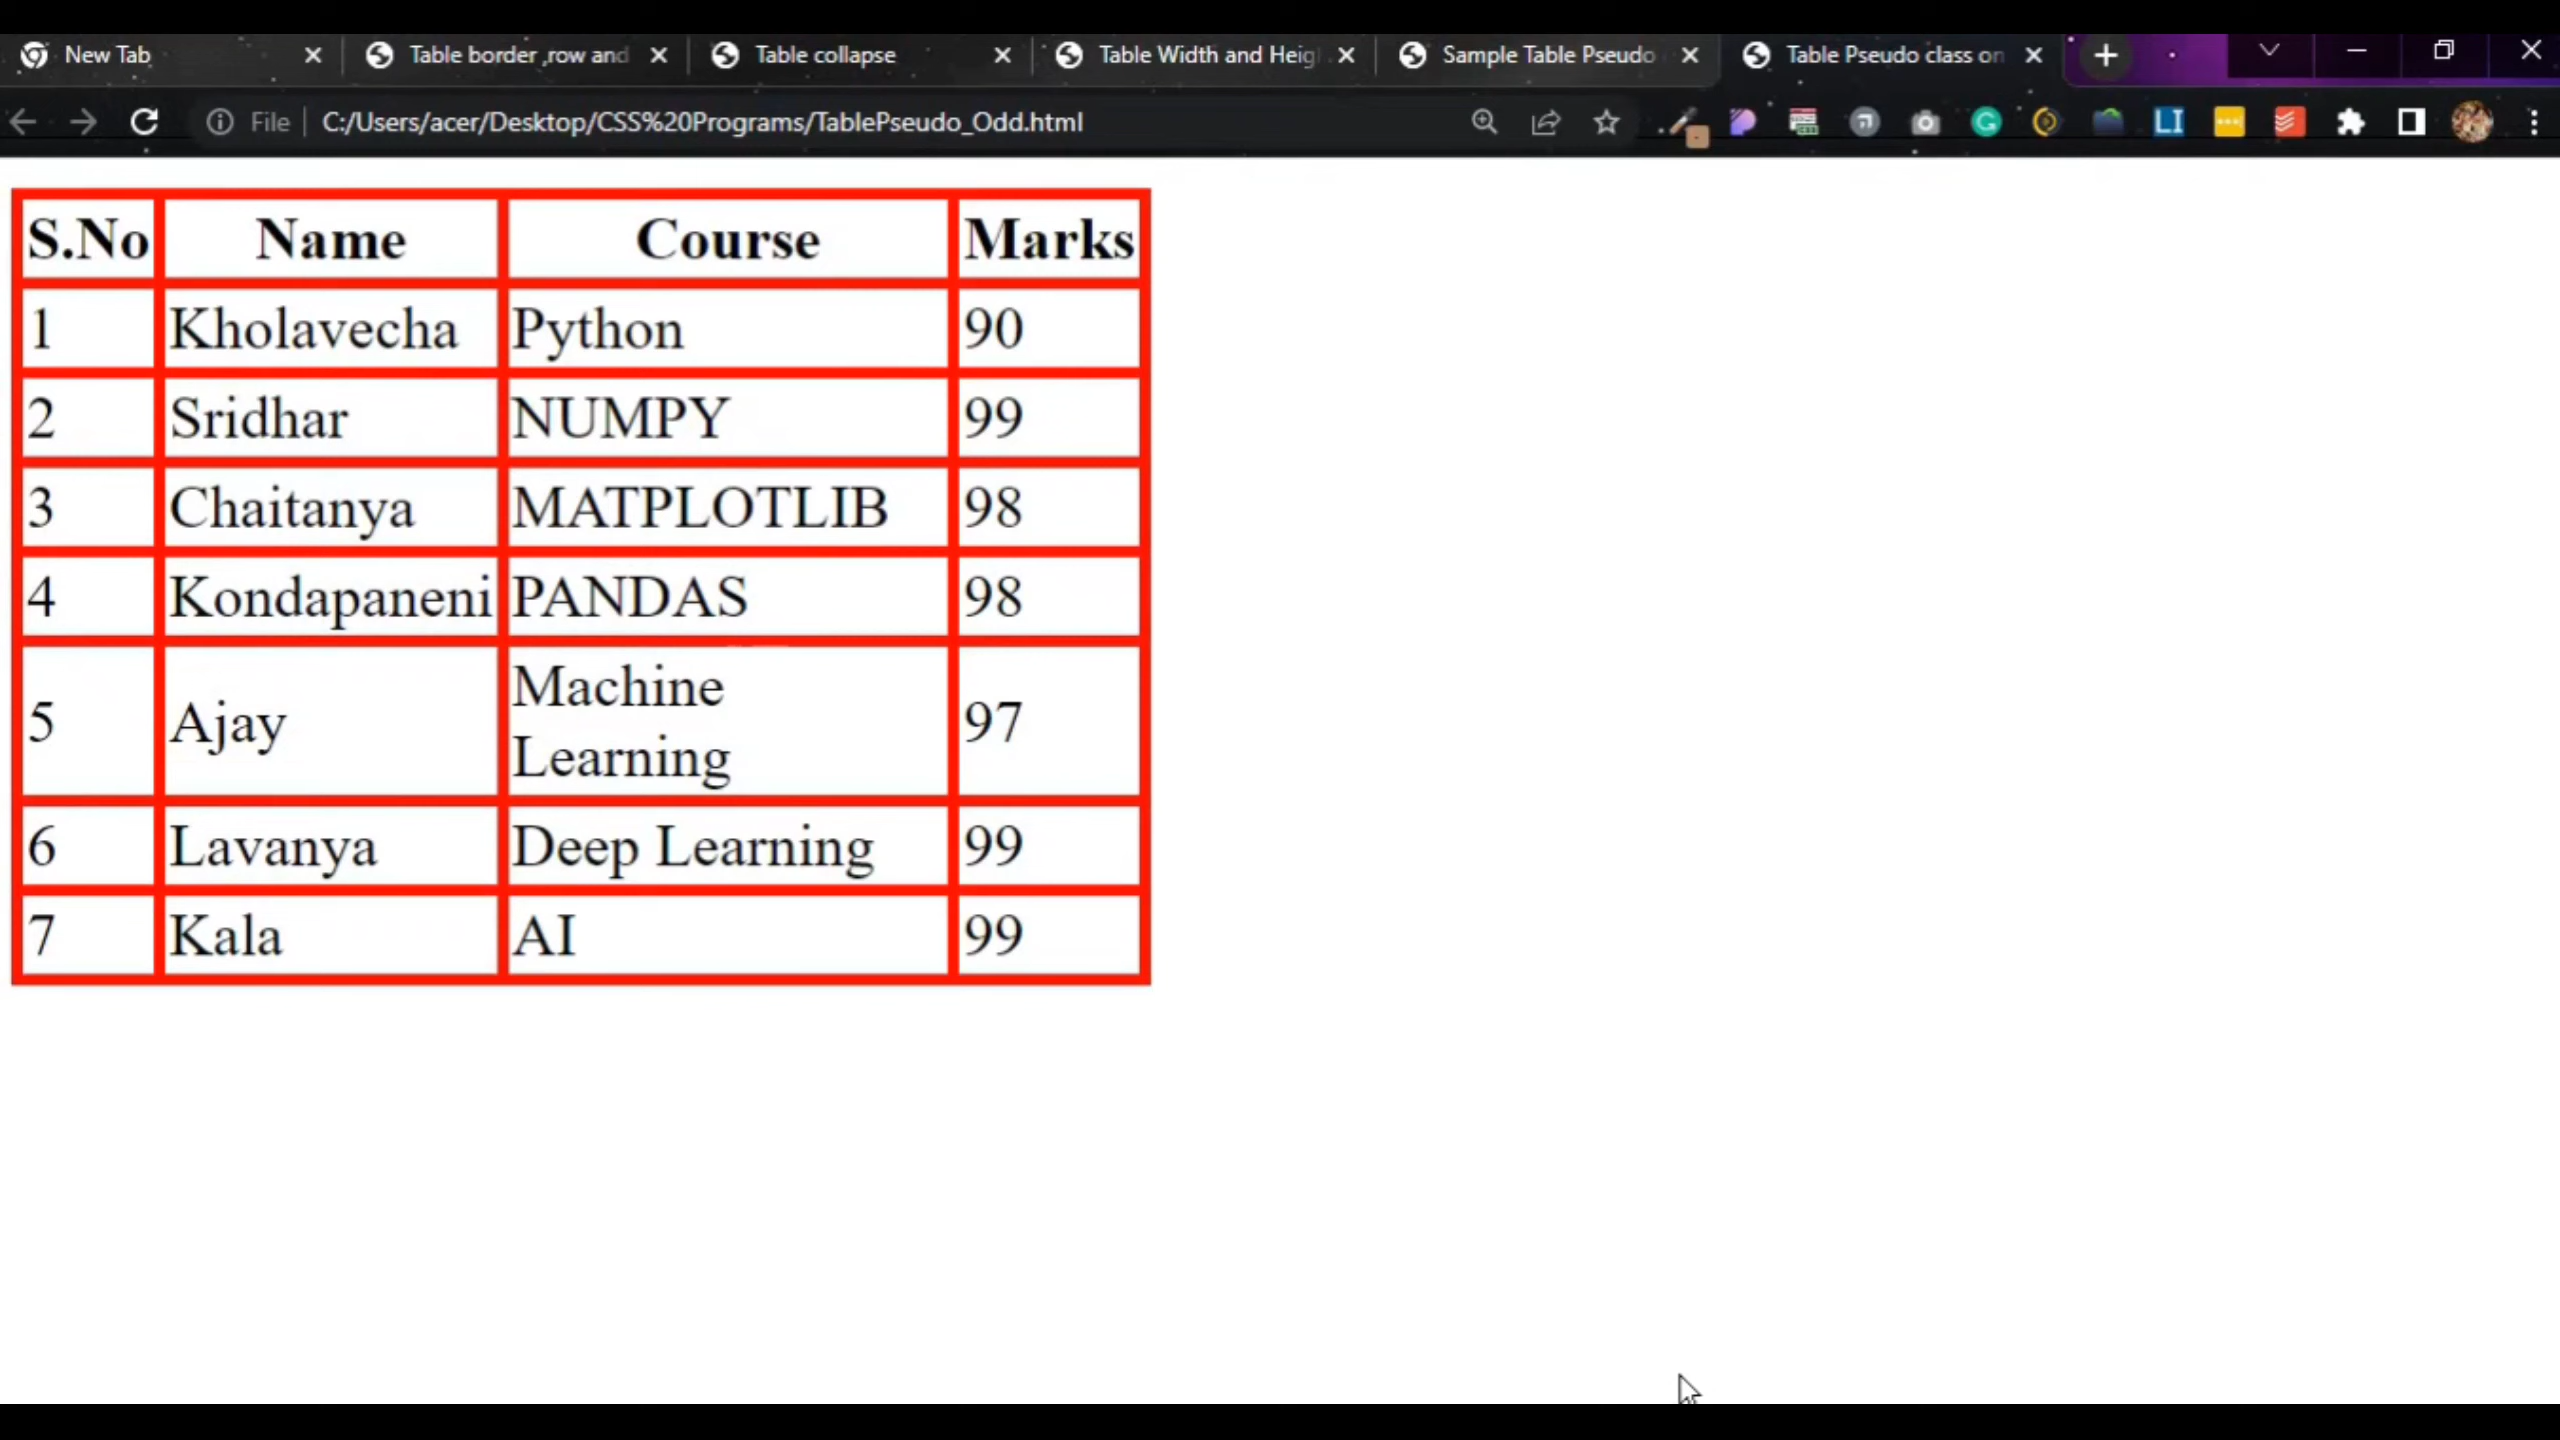 New Tab
Table border ,row and
Table collapse
Table Width and Heig
Sample Table Pseudo
Table Pseudo class on
File
C:/Users/acer/Desktop/CSS%20Programs/TablePseudo_Odd.html
LI
S.No Name Course Marks
1 Kholavecha Python 90
2 Sridhar NUMPY 99
3 Chaitanya MATPLOTLIB 98
4 Kondapaneni PANDAS 98
5 Ajay Machine Learning 97
6 Lavanya Deep Learning 99
7 Kala AI 99